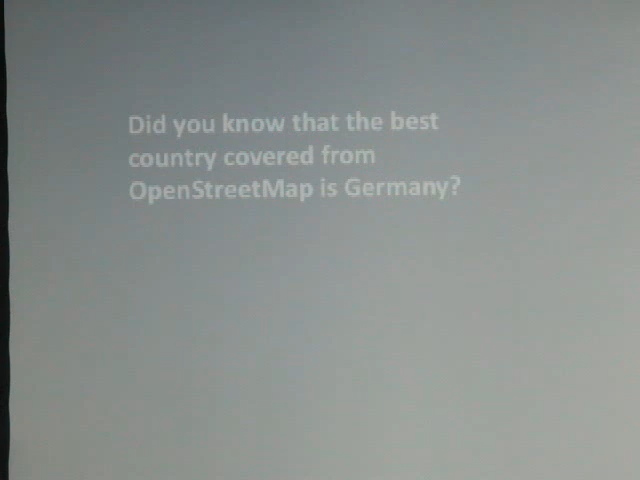 Did you know that the best
country covered from
OpenStreetMap is Germany?